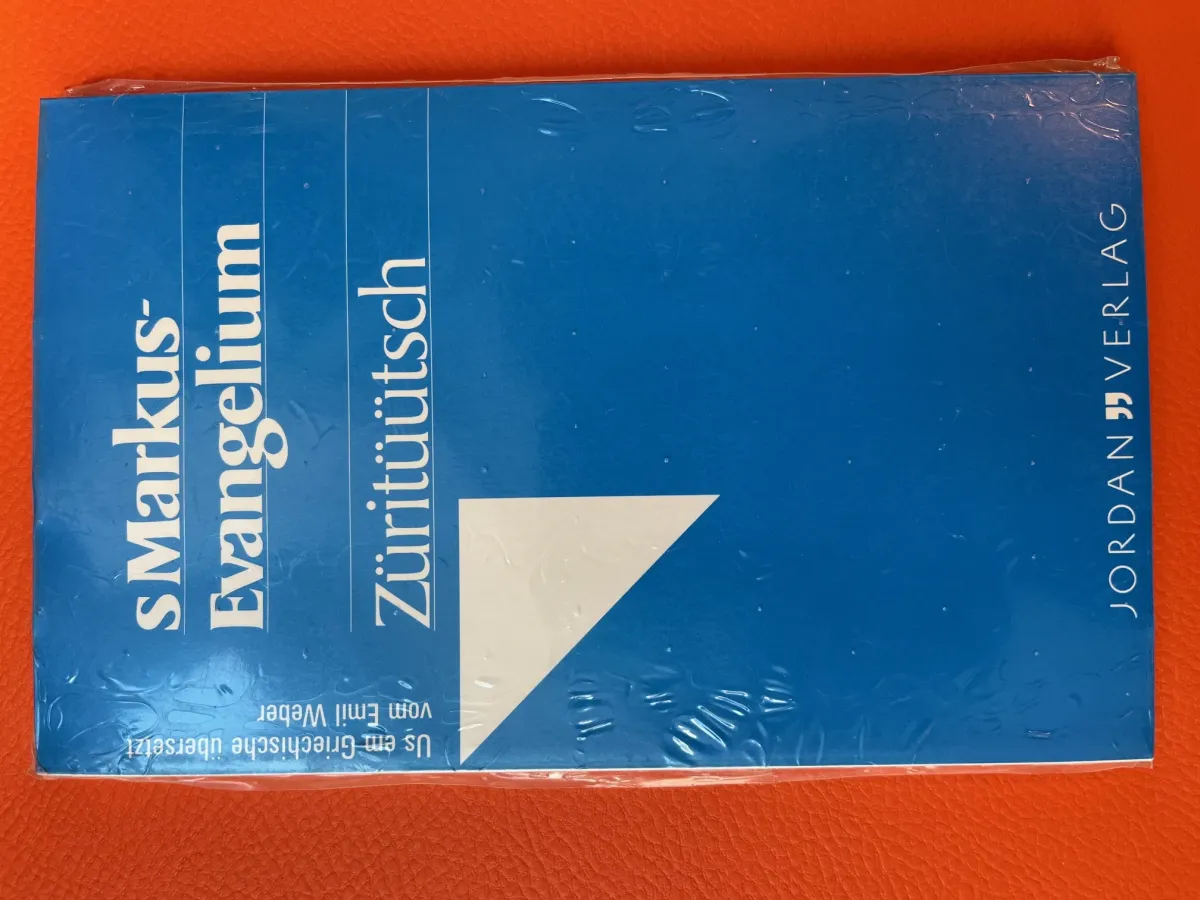 s Markus-
Evangelium
Züritüütsch
Us em Griechische übersetzt
vom Emil Weber
JORDAN VERLAG